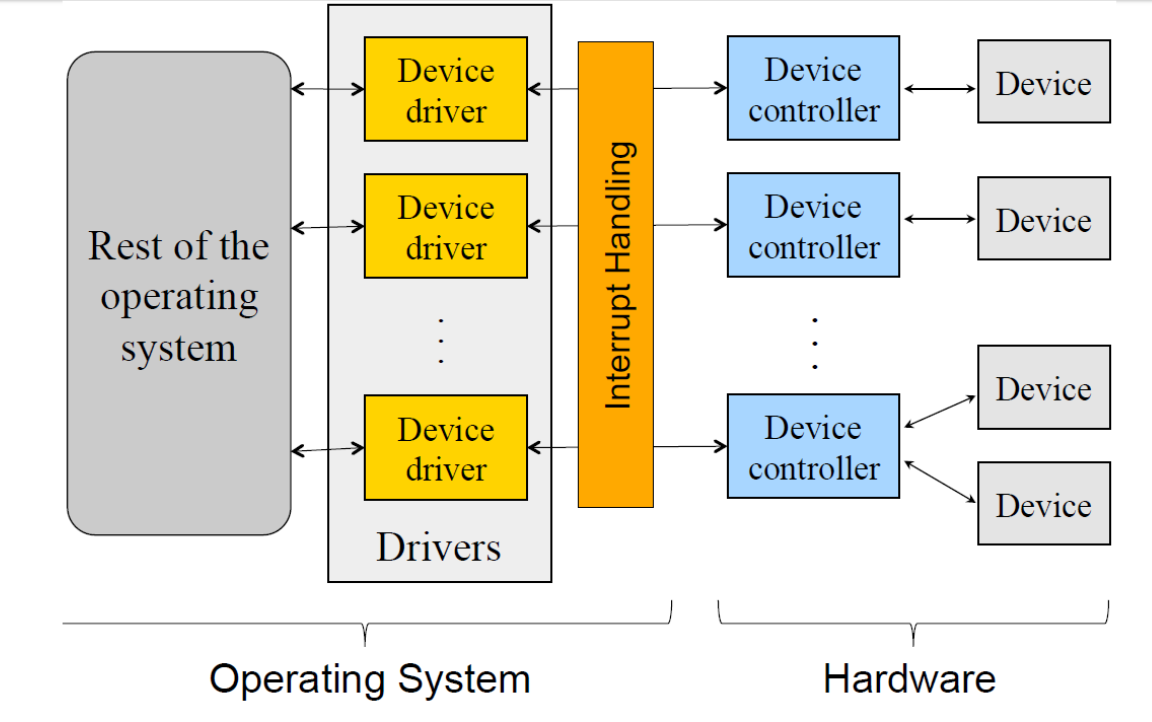 Rest of the
operating
system
Device
driver
Device
driver
Device
driver
Drivers
Interrupt Handling
Device
controller
Device
controller
Device
controller
Device
Device
Device
Device
Operating System
Hardware